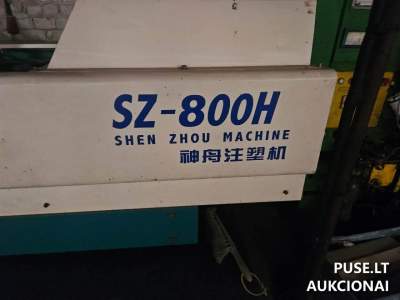 SZ-800H
SHEN ZHOU MACHINE
神舟注塑机
PUSE.LT
AUKCIONAI